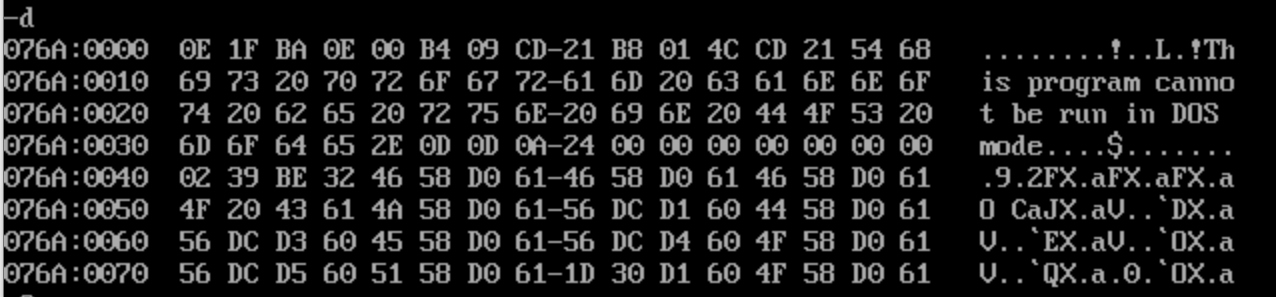 -d
076A:0000  0E 1F BA 0E 00 B4 09 CD-21 B8 01 4C CD 21 54 68   ........!..L.!Th
076A:0010  69 73 20 70 72 6F 67 72-61 6D 20 63 61 6E 6E 6F   is program canno
076A:0020  74 20 62 65 20 72 75 6E-20 69 6E 20 44 4F 53 20   t be run in DOS
076A:0030  6D 6F 64 65 2E 0D 0D 0A-24 00 00 00 00 00 00 00   mode....$.......
076A:0040  02 39 BE 32 46 58 D0 61-46 58 D0 61 46 58 D0 61   .9.2FX.aFX.aFX.a
076A:0050  4F 20 43 61 4A 58 D0 61-56 DC D1 60 44 58 D0 61   O CaJX.aV..`DX.a
076A:0060  56 DC D3 60 45 58 D0 61-56 DC D4 60 4F 58 D0 61   V..`EX.aV..`OX.a
076A:0070  56 DC D5 60 51 58 D0 61-1D 30 D1 60 4F 58 D0 61   V..`QX.a.0.`OX.a